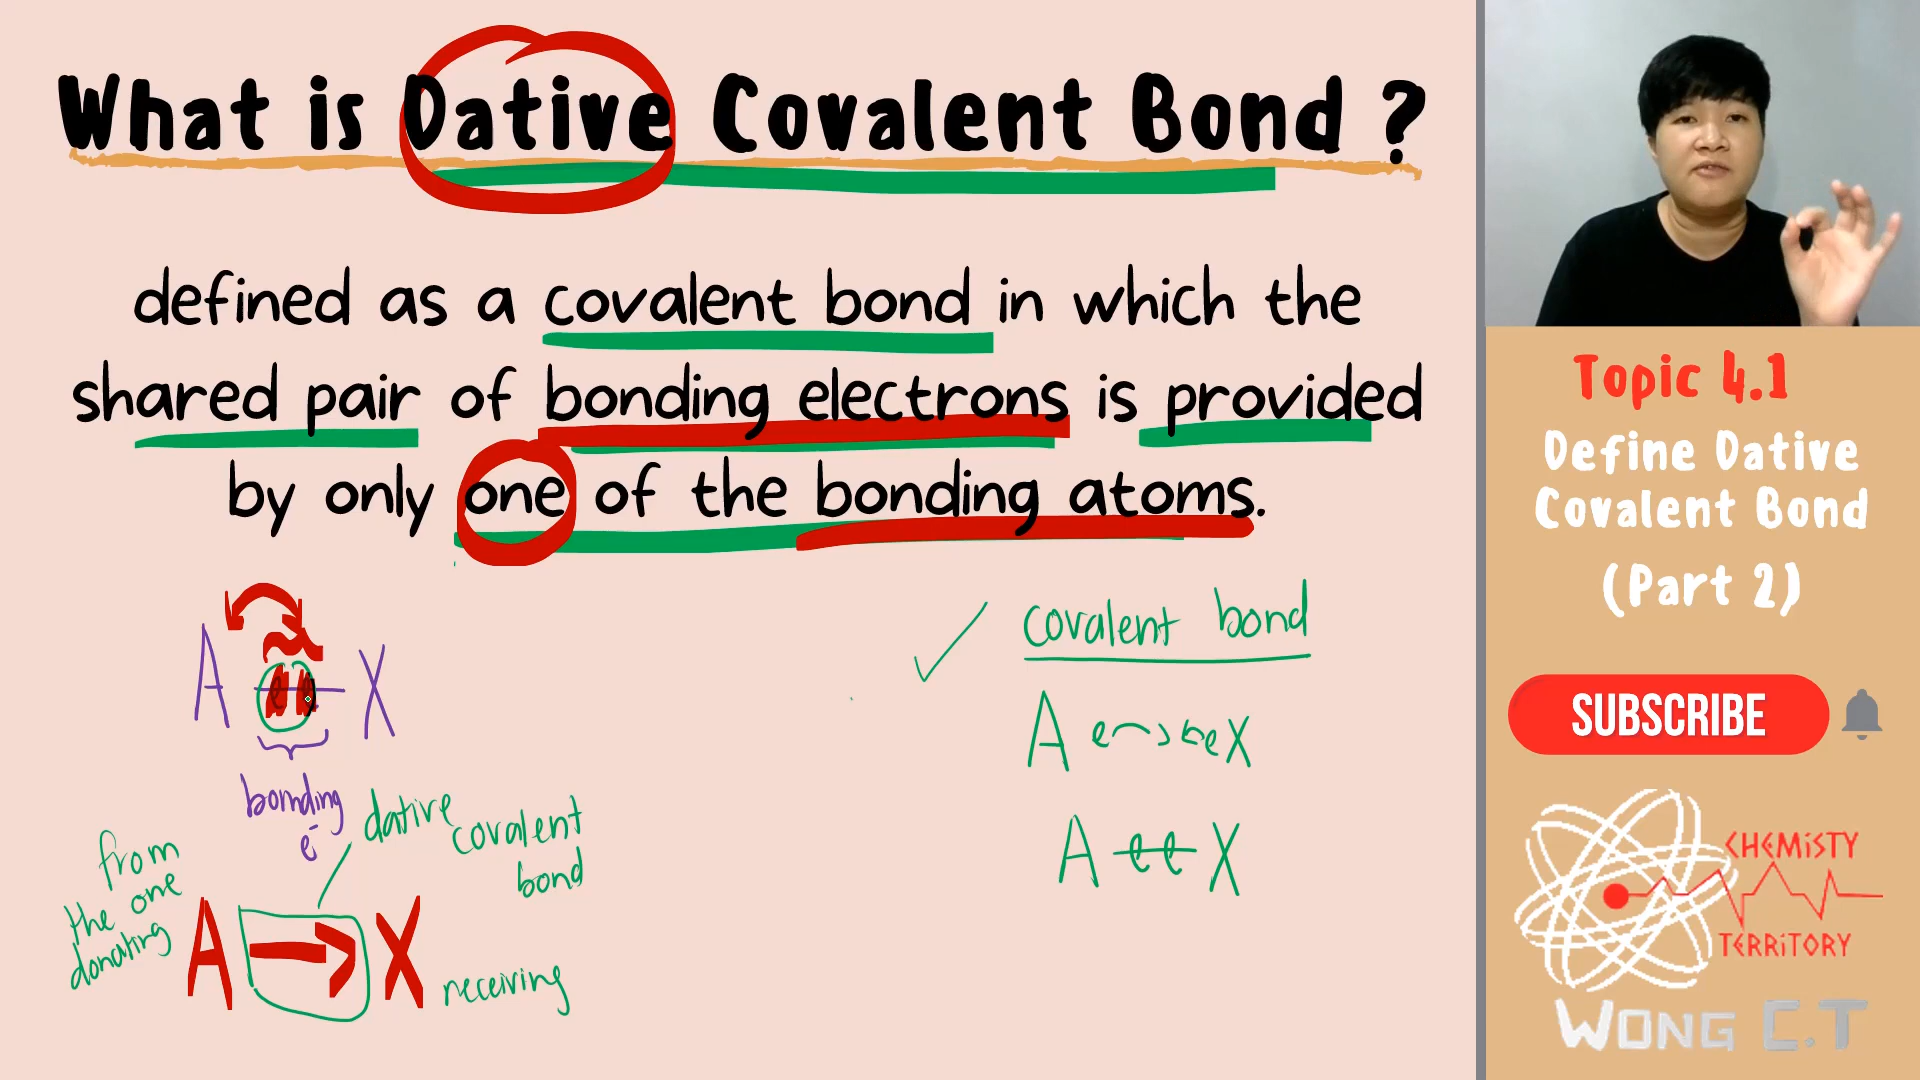 What is Dative Covalent Bond ?
defined as a covalent bond in which the
shared pair of bonding electrons is provided
by only one of the bonding atoms.
A e e X
bonding
e⁻
dative
covalent
bond
from
the one
donating
A → X
receiving
✓ covalent bond
A e e X
A e e X
Topic 4.1
Define Dative
Covalent Bond
(Part 2)
SUBSCRIBE
CHEMiSTY
TERRiTORY
WONG C.T